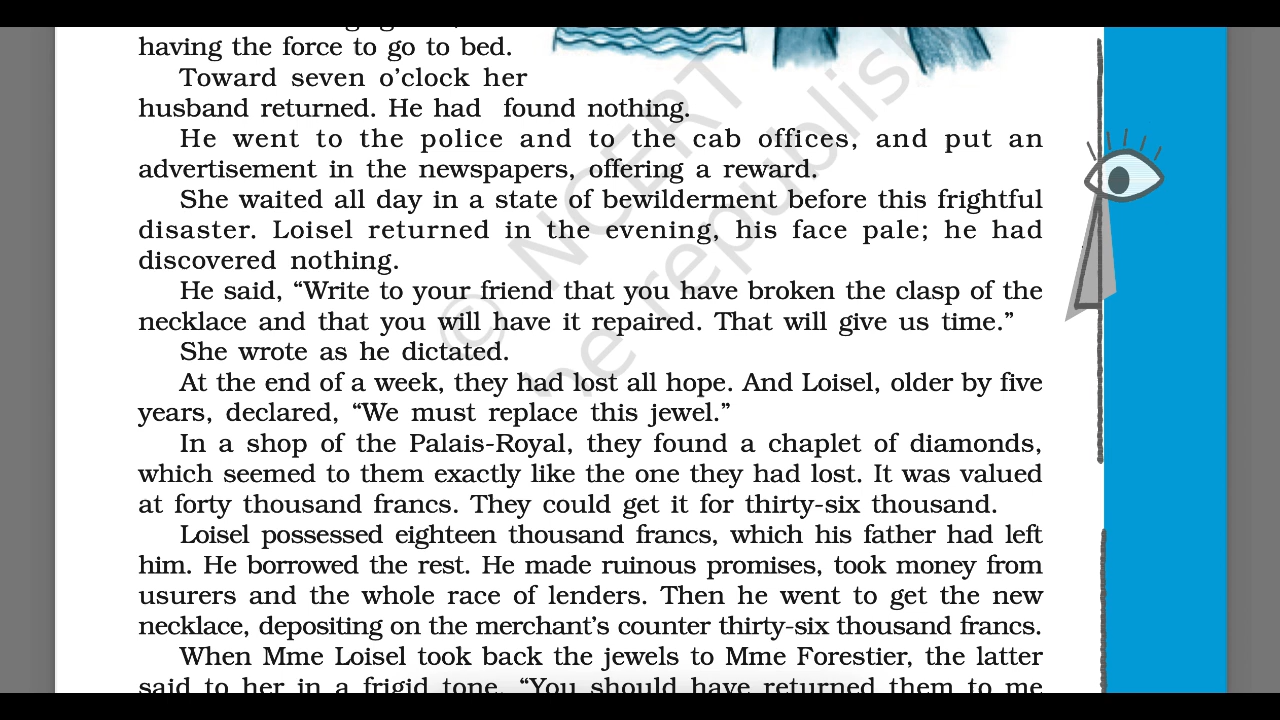 having the force to go to bed.
Toward seven o'clock her
husband returned. He had found nothing.
He went to the police and to the cab offices, and put an
advertisement in the newspapers, offering a reward.
She waited all day in a state of bewilderment before this frightful
disaster. Loisel returned in the evening, his face pale; he had
discovered nothing.
He said, “Write to your friend that you have broken the clasp of the
necklace and that you will have it repaired. That will give us time.”
She wrote as he dictated.
At the end of a week, they had lost all hope. And Loisel, older by five
years, declared, “We must replace this jewel.”
In a shop of the Palais-Royal, they found a chaplet of diamonds,
which seemed to them exactly like the one they had lost. It was valued
at forty thousand francs. They could get it for thirty-six thousand.
Loisel possessed eighteen thousand francs, which his father had left
him. He borrowed the rest. He made ruinous promises, took money from
usurers and the whole race of lenders. Then he went to get the new
necklace, depositing on the merchant's counter thirty-six thousand francs.
When Mme Loisel took back the jewels to Mme Forestier, the latter
said to her in a frigid tone, “You should have returned them to me
© NCERT
be republish